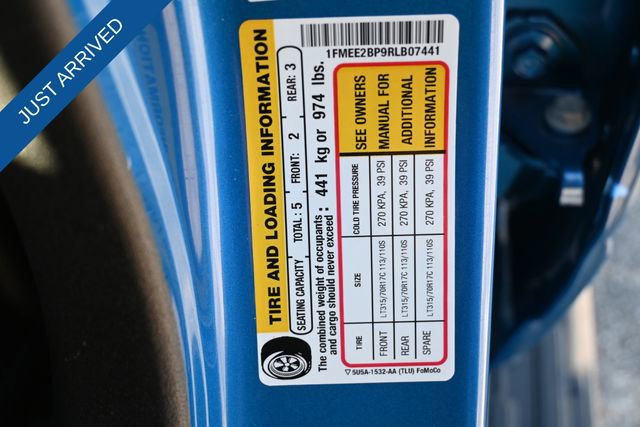 JUST ARRIVED
1FMEE2BP9RLB07441
TIRE AND LOADING INFORMATION
SEATING CAPACITY TOTAL: 5 FRONT: 2 REAR: 3
The combined weight of occupants
and cargo should never exceed: 441 kg or 974 lbs.
TIRE SIZE COLD TIRE PRESSURE
FRONT LT315/70R17C 113/110S 270 KPA, 39 PSI
REAR LT315/70R17C 113/110S 270 KPA, 39 PSI
SPARE LT315/70R17C 113/110S 270 KPA, 39 PSI
SEE OWNERS
MANUAL FOR
ADDITIONAL
INFORMATION
5U5A-1532-AA (TLU) FoMoCo